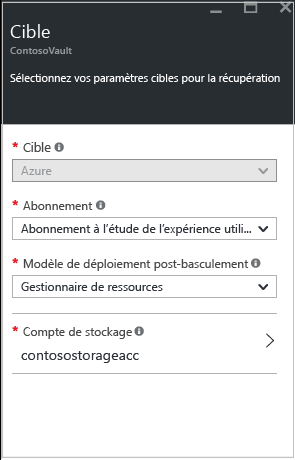 Cible
ContosoVault
Sélectionnez vos paramètres cibles pour la récupération
* Cible
Azure
* Abonnement
Abonnement à l'étude de l'expérience utili...
* Modèle de déploiement post-basculement
Gestionnaire de ressources
* Compte de stockage
contosostorageacc